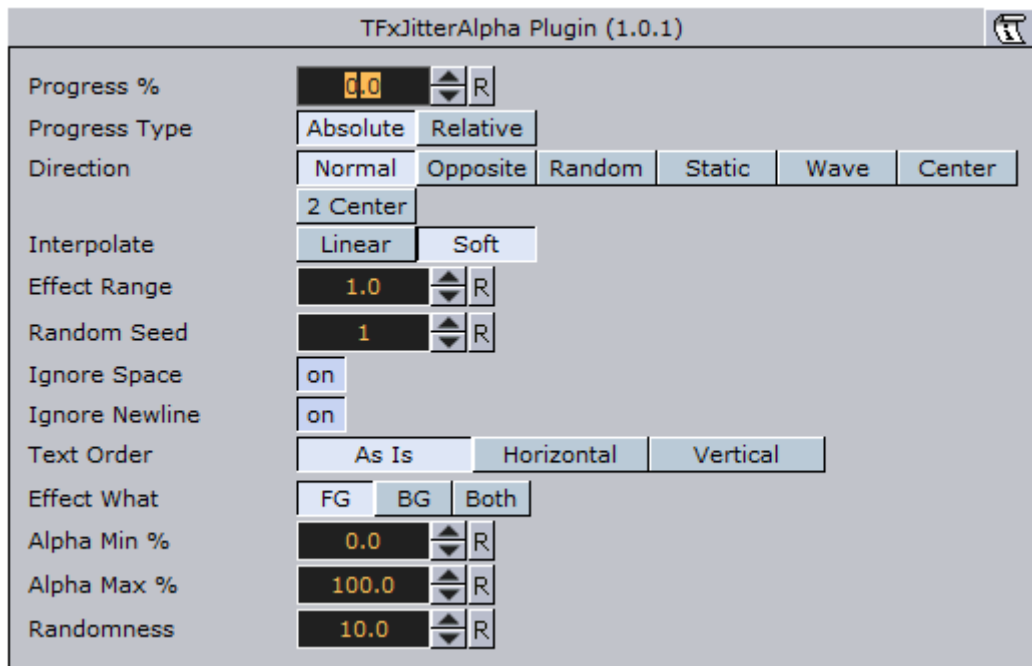 TFxJitterAlpha Plugin (1.0.1)
Progress % 0.0 R
Progress Type Absolute Relative
Direction Normal Opposite Random Static Wave Center
2 Center
Interpolate Linear Soft
Effect Range 1.0 R
Random Seed 1 R
Ignore Space on
Ignore Newline on
Text Order As Is Horizontal Vertical
Effect What FG BG Both
Alpha Min % 0.0 R
Alpha Max % 100.0 R
Randomness 10.0 R